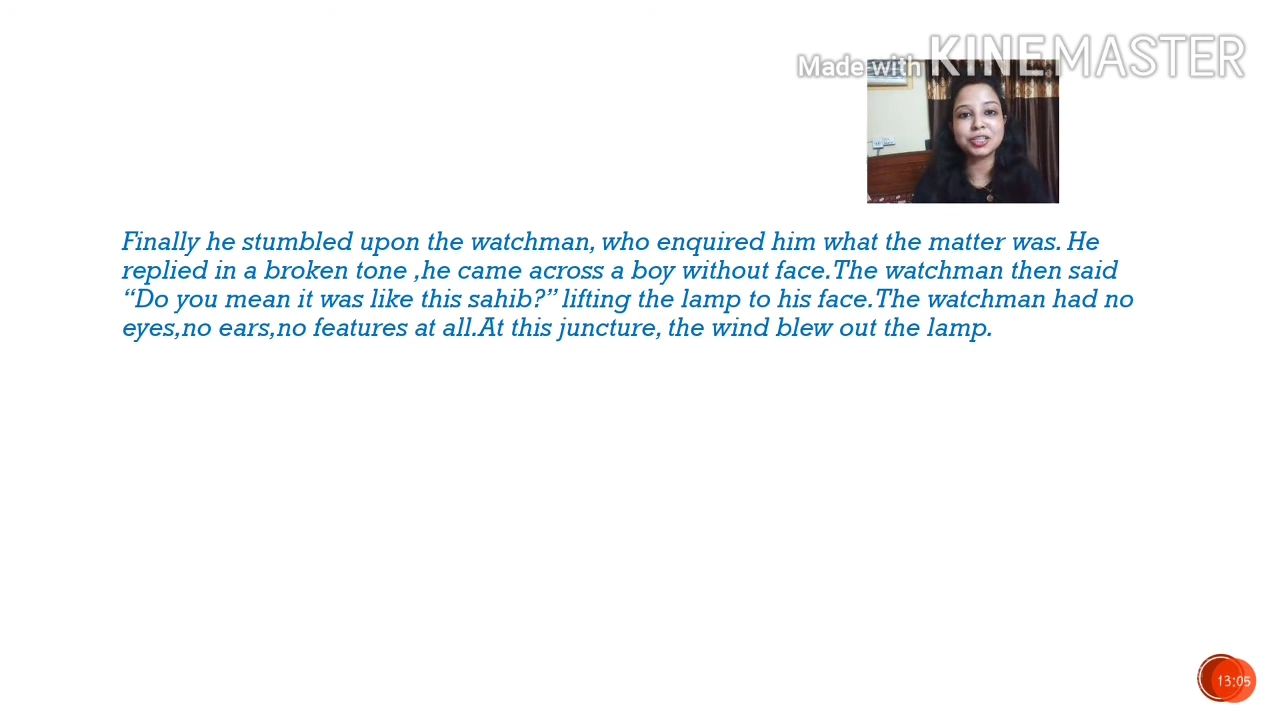 Made with KINEMASTER
Finally he stumbled upon the watchman, who enquired him what the matter was. He
replied in a broken tone ,he came across a boy without face.The watchman then said
“Do you mean it was like this sahib?” lifting the lamp to his face.The watchman had no
eyes,no ears,no features at all.At this juncture, the wind blew out the lamp.
13:05